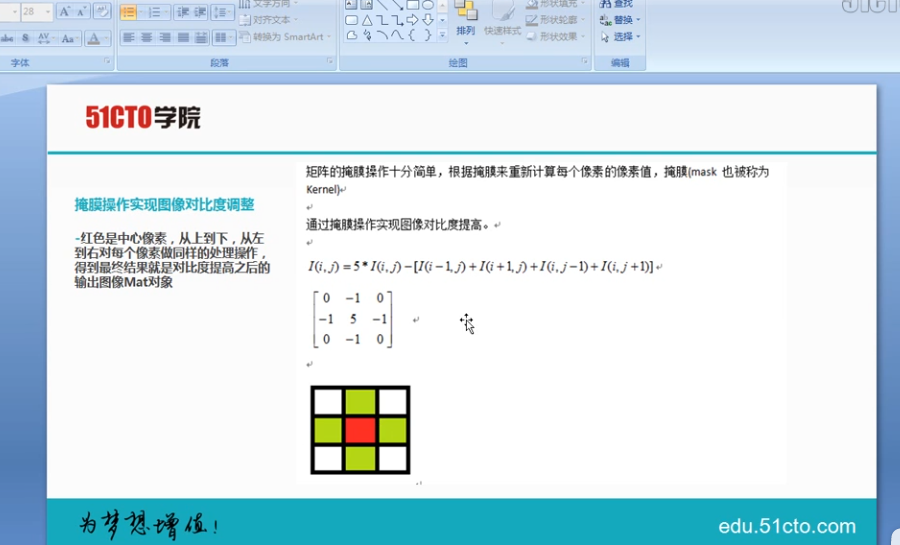 28
文字方向
对齐文本
转换为 SmartArt
abc S AV Aa A
排列
快速样式
形状填充
形状轮廓
形状效果
查找
替换
选择
字体
段落
绘图
编辑
51CTO学院
掩膜操作实现图像对比度调整
-红色是中心像素，从上到下，从左
到右对每个像素做同样的处理操作，
得到最终结果就是对比度提高之后的
输出图像Mat对象
矩阵的掩膜操作十分简单，根据掩膜来重新计算每个像素的像素值，掩膜(mask 也被称为
Kernel)
通过掩膜操作实现图像对比度提高。
I(i,j)=5*I(i,j)-[I(i-1,j)+I(i+1,j)+I(i,j-1)+I(i,j+1)]
0 -1 0
-1 5 -1
0 -1 0
为梦想增值!
edu.51cto.com